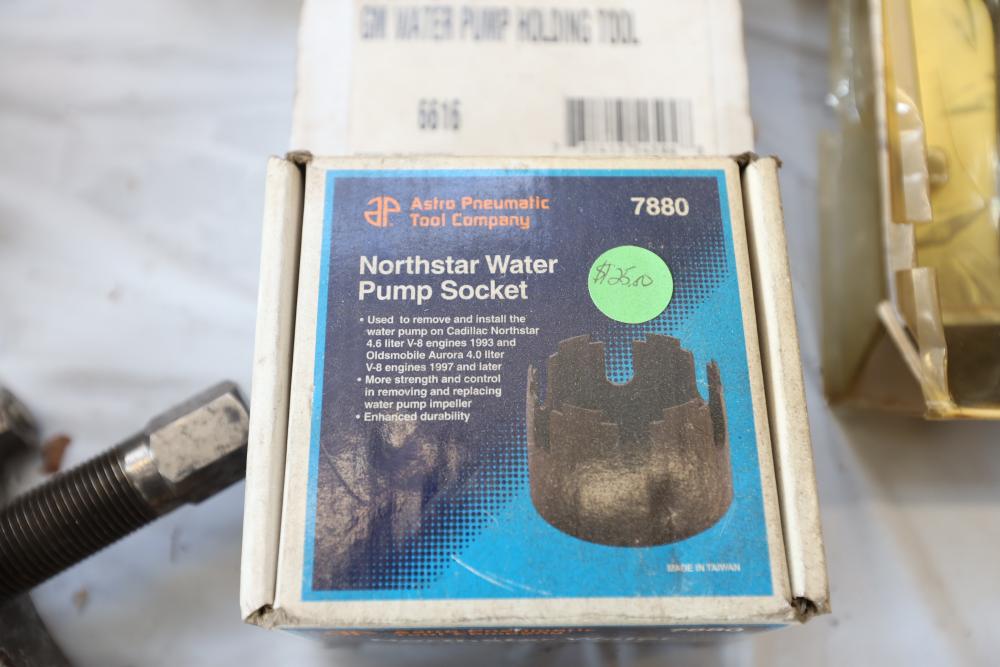 GM WATER PUMP HOLDING TOOL
6616
AP Astro Pneumatic
Tool Company
7880
Northstar Water
Pump Socket
$25.00
• Used to remove and install the
water pump on Cadillac Northstar
4.6 liter V-8 engines 1993 and
Oldsmobile Aurora 4.0 liter
V-8 engines 1997 and later
• More strength and control
in removing and replacing
water pump impeller
• Enhanced durability
MADE IN TAIWAN
7880